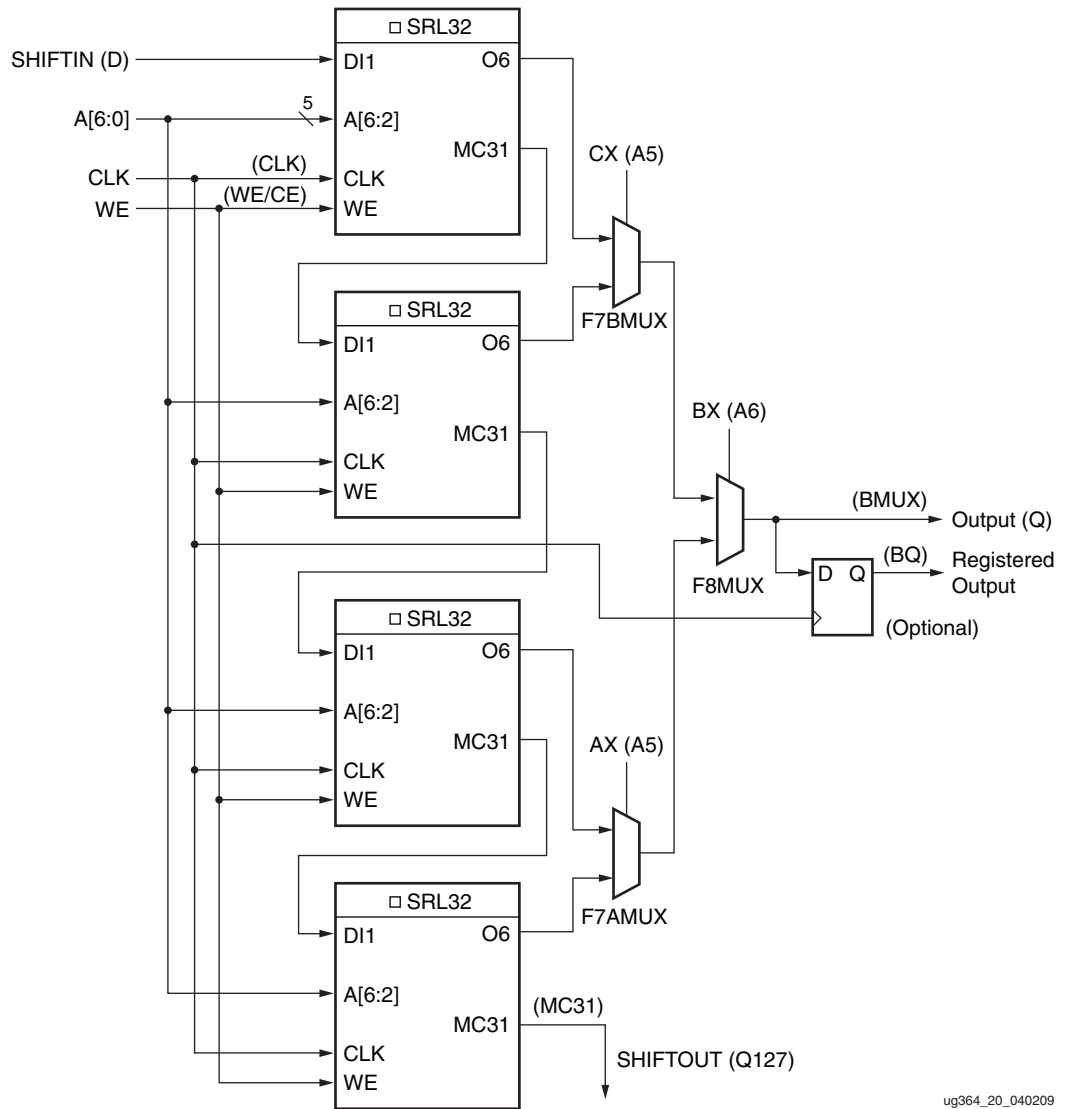 □ SRL32
SHIFTIN (D)
DI1
O6
A[6:0]
5
A[6:2]
MC31
CX (A5)
CLK
(CLK)
CLK
WE
(WE/CE)
WE
F7BMUX
□ SRL32
DI1
O6
A[6:2]
MC31
CLK
WE
BX (A6)
(BMUX)
Output (Q)
F8MUX
D Q
(BQ)
Registered
Output
(Optional)
□ SRL32
DI1
O6
A[6:2]
MC31
CLK
WE
AX (A5)
F7AMUX
□ SRL32
DI1
O6
A[6:2]
MC31
(MC31)
CLK
WE
SHIFTOUT (Q127)
ug364_20_040209